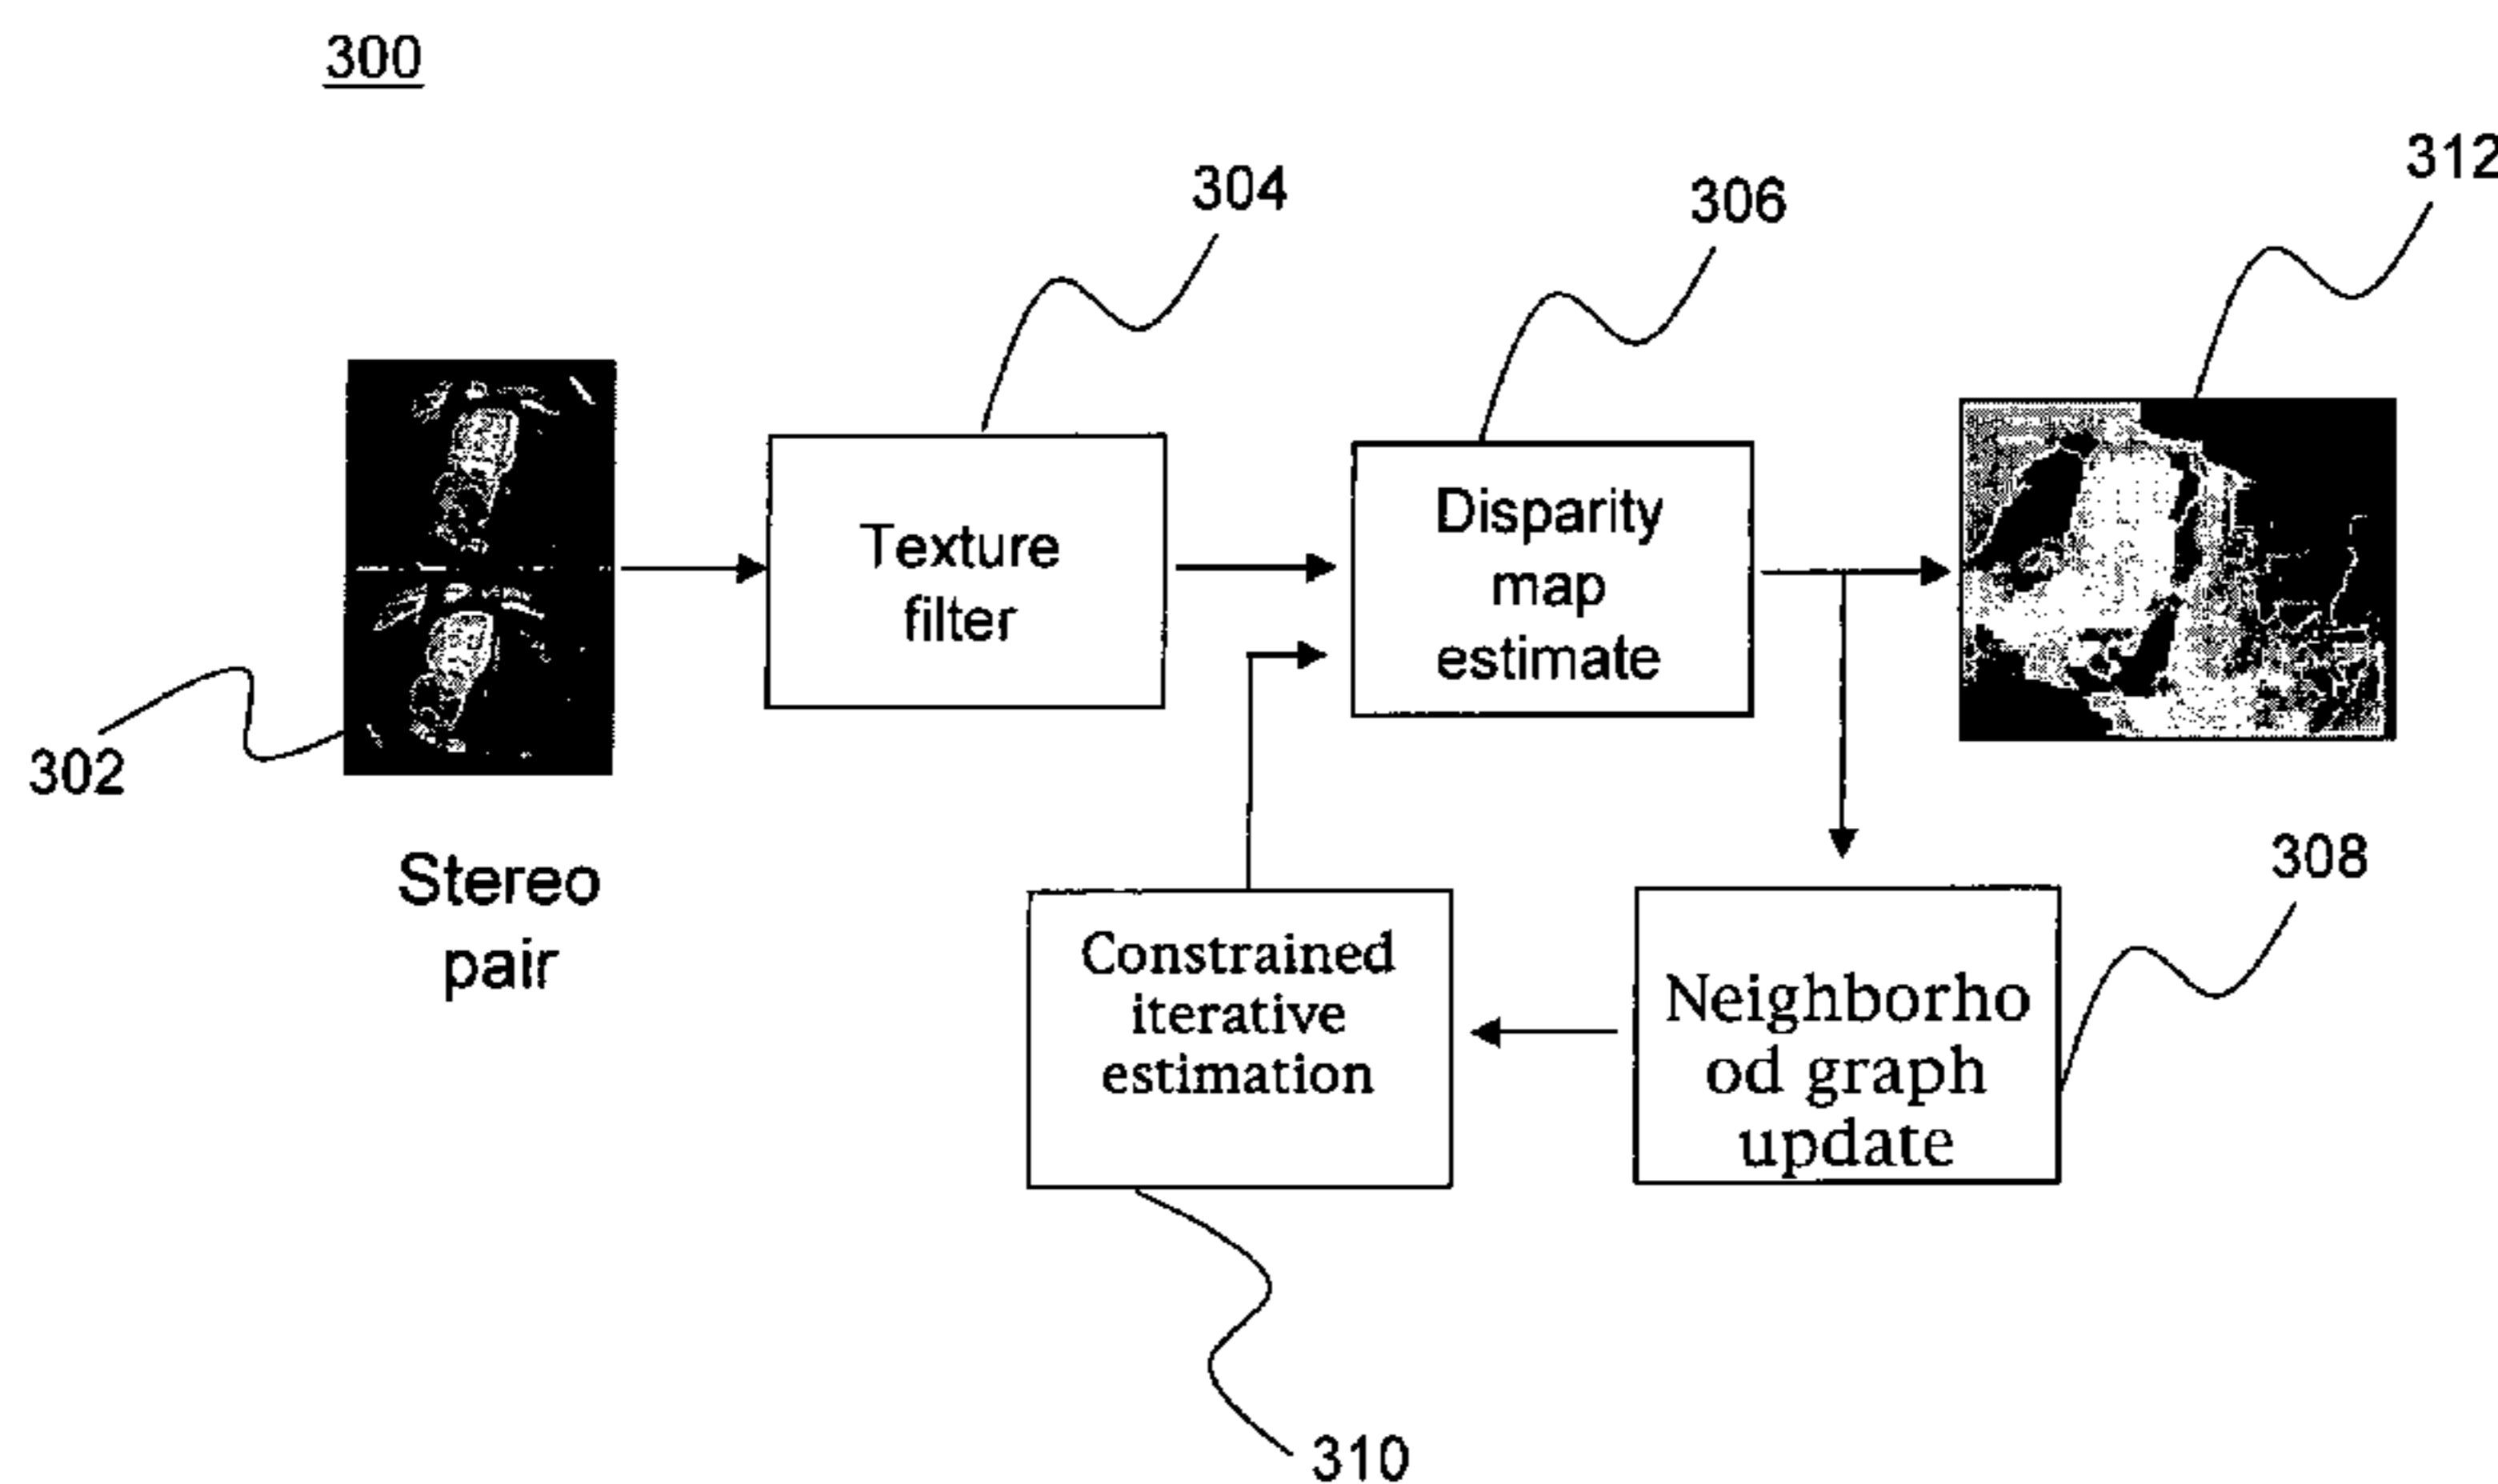 300
304
306
312
Texture
filter
Disparity
map
estimate
302
Stereo
pair
308
Constrained
iterative
estimation
Neighborho
od graph
update
310